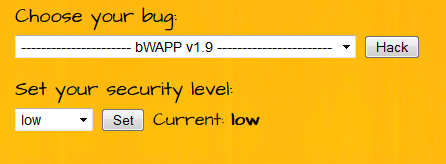 Choose your bug:
---------------------- bWAPP v1.9 ----------------------- Hack
Set your security level:
low Set Current: low